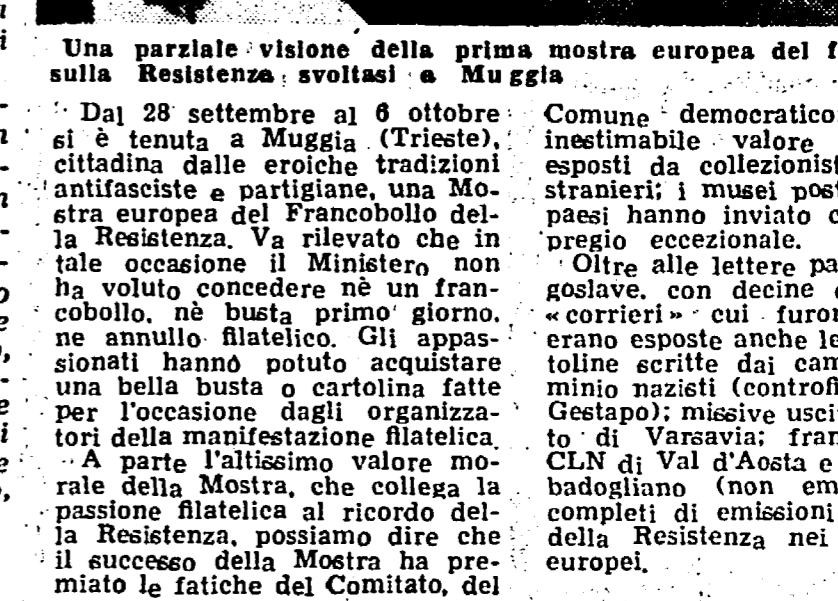 Una parziale visione della prima mostra europea del
sulla Resistenza svoltasi a Muggia
Dal 28 settembre al 6 ottobre
si è tenuta a Muggia (Trieste),
cittadina dalle eroiche tradizioni
antifasciste e partigiane, una Mo-
stra europea del Francobollo del-
la Resistenza. Va rilevato che in
tale occasione il Ministero non
ha voluto concedere nè un fran-
cobollo, nè busta primo giorno,
ne annullo filatelico. Gli appas-
sionati hanno potuto acquistare
una bella busta o cartolina fatte
per l'occasione dagli organizza-
tori della manifestazione filatelica
A parte l'altissimo valore mo-
rale della Mostra, che collega la
passione filatelica al ricordo del-
la Resistenza, possiamo dire che
il successo della Mostra ha pre-
miato le fatiche del Comitato, del
Comune democratico
inestimabile valore
esposti da collezionist
stranieri; i musei post
paesi hanno inviato
pregio eccezionale.
Oltre alle lettere pa
goslave, con decine
«corrieri» cui furon
erano esposte anche le
toline scritte dai cam
minio nazisti (controfi
Gestapo); missive usci
to di Varsavia; fran
CLN di Val d'Aosta e
badogliano (non em
completi di emissioni
della Resistenza nei
europei.